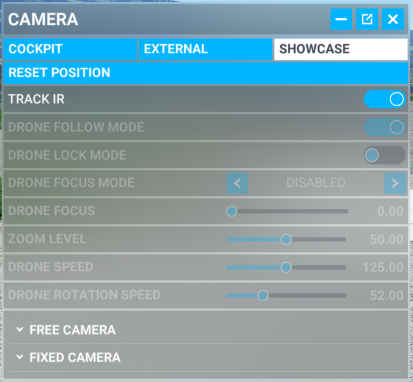 CAMERA
COCKPIT EXTERNAL SHOWCASE
RESET POSITION
TRACK IR
DRONE FOLLOW MODE
DRONE LOCK MODE
DRONE FOCUS MODE DISABLED
DRONE FOCUS 0.00
ZOOM LEVEL 50.00
DRONE SPEED 125.00
DRONE ROTATION SPEED 52.00
FREE CAMERA
FIXED CAMERA